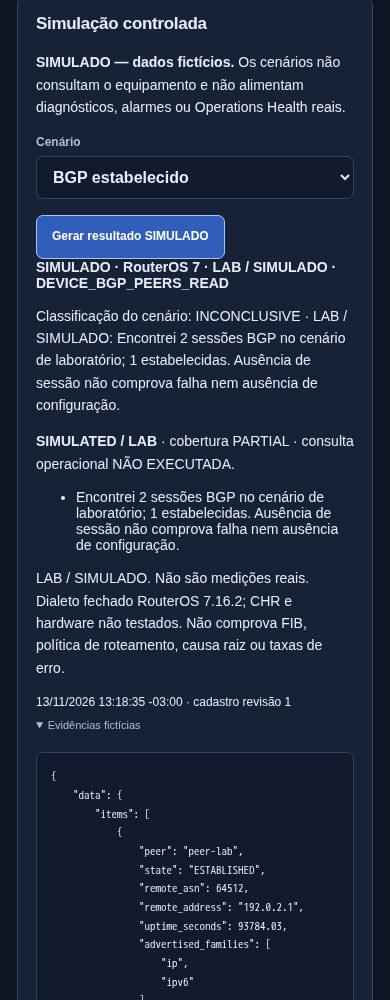 Simulação controlada
SIMULADO — dados fictícios. Os cenários não
consultam o equipamento e não alimentam
diagnósticos, alarmes ou Operations Health reais.
Cenário
BGP estabelecido
Gerar resultado SIMULADO
SIMULADO · RouterOS 7 · LAB / SIMULADO ·
DEVICE_BGP_PEERS_READ
Classificação do cenário: INCONCLUSIVE · LAB /
SIMULADO: Encontrei 2 sessões BGP no cenário
de laboratório; 1 estabelecidas. Ausência de
sessão não comprova falha nem ausência de
configuração.
SIMULATED / LAB · cobertura PARTIAL · consulta
operacional NÃO EXECUTADA.
• Encontrei 2 sessões BGP no cenário de
laboratório; 1 estabelecidas. Ausência de
sessão não comprova falha nem ausência
de configuração.
LAB / SIMULADO. Não são medições reais.
Dialeto fechado RouterOS 7.16.2; CHR e
hardware não testados. Não comprova FIB,
política de roteamento, causa raiz ou taxas de
erro.
13/11/2026 13:18:35 -03:00 · cadastro revisão 1
▼ Evidências fictícias
{
"data": {
"items": [
{
"peer": "peer-lab",
"state": "ESTABLISHED",
"remote_asn": 64512,
"remote_address": "192.0.2.1",
"uptime_seconds": 93784.03,
"advertised_families": [
"ip",
"ipv6"
]